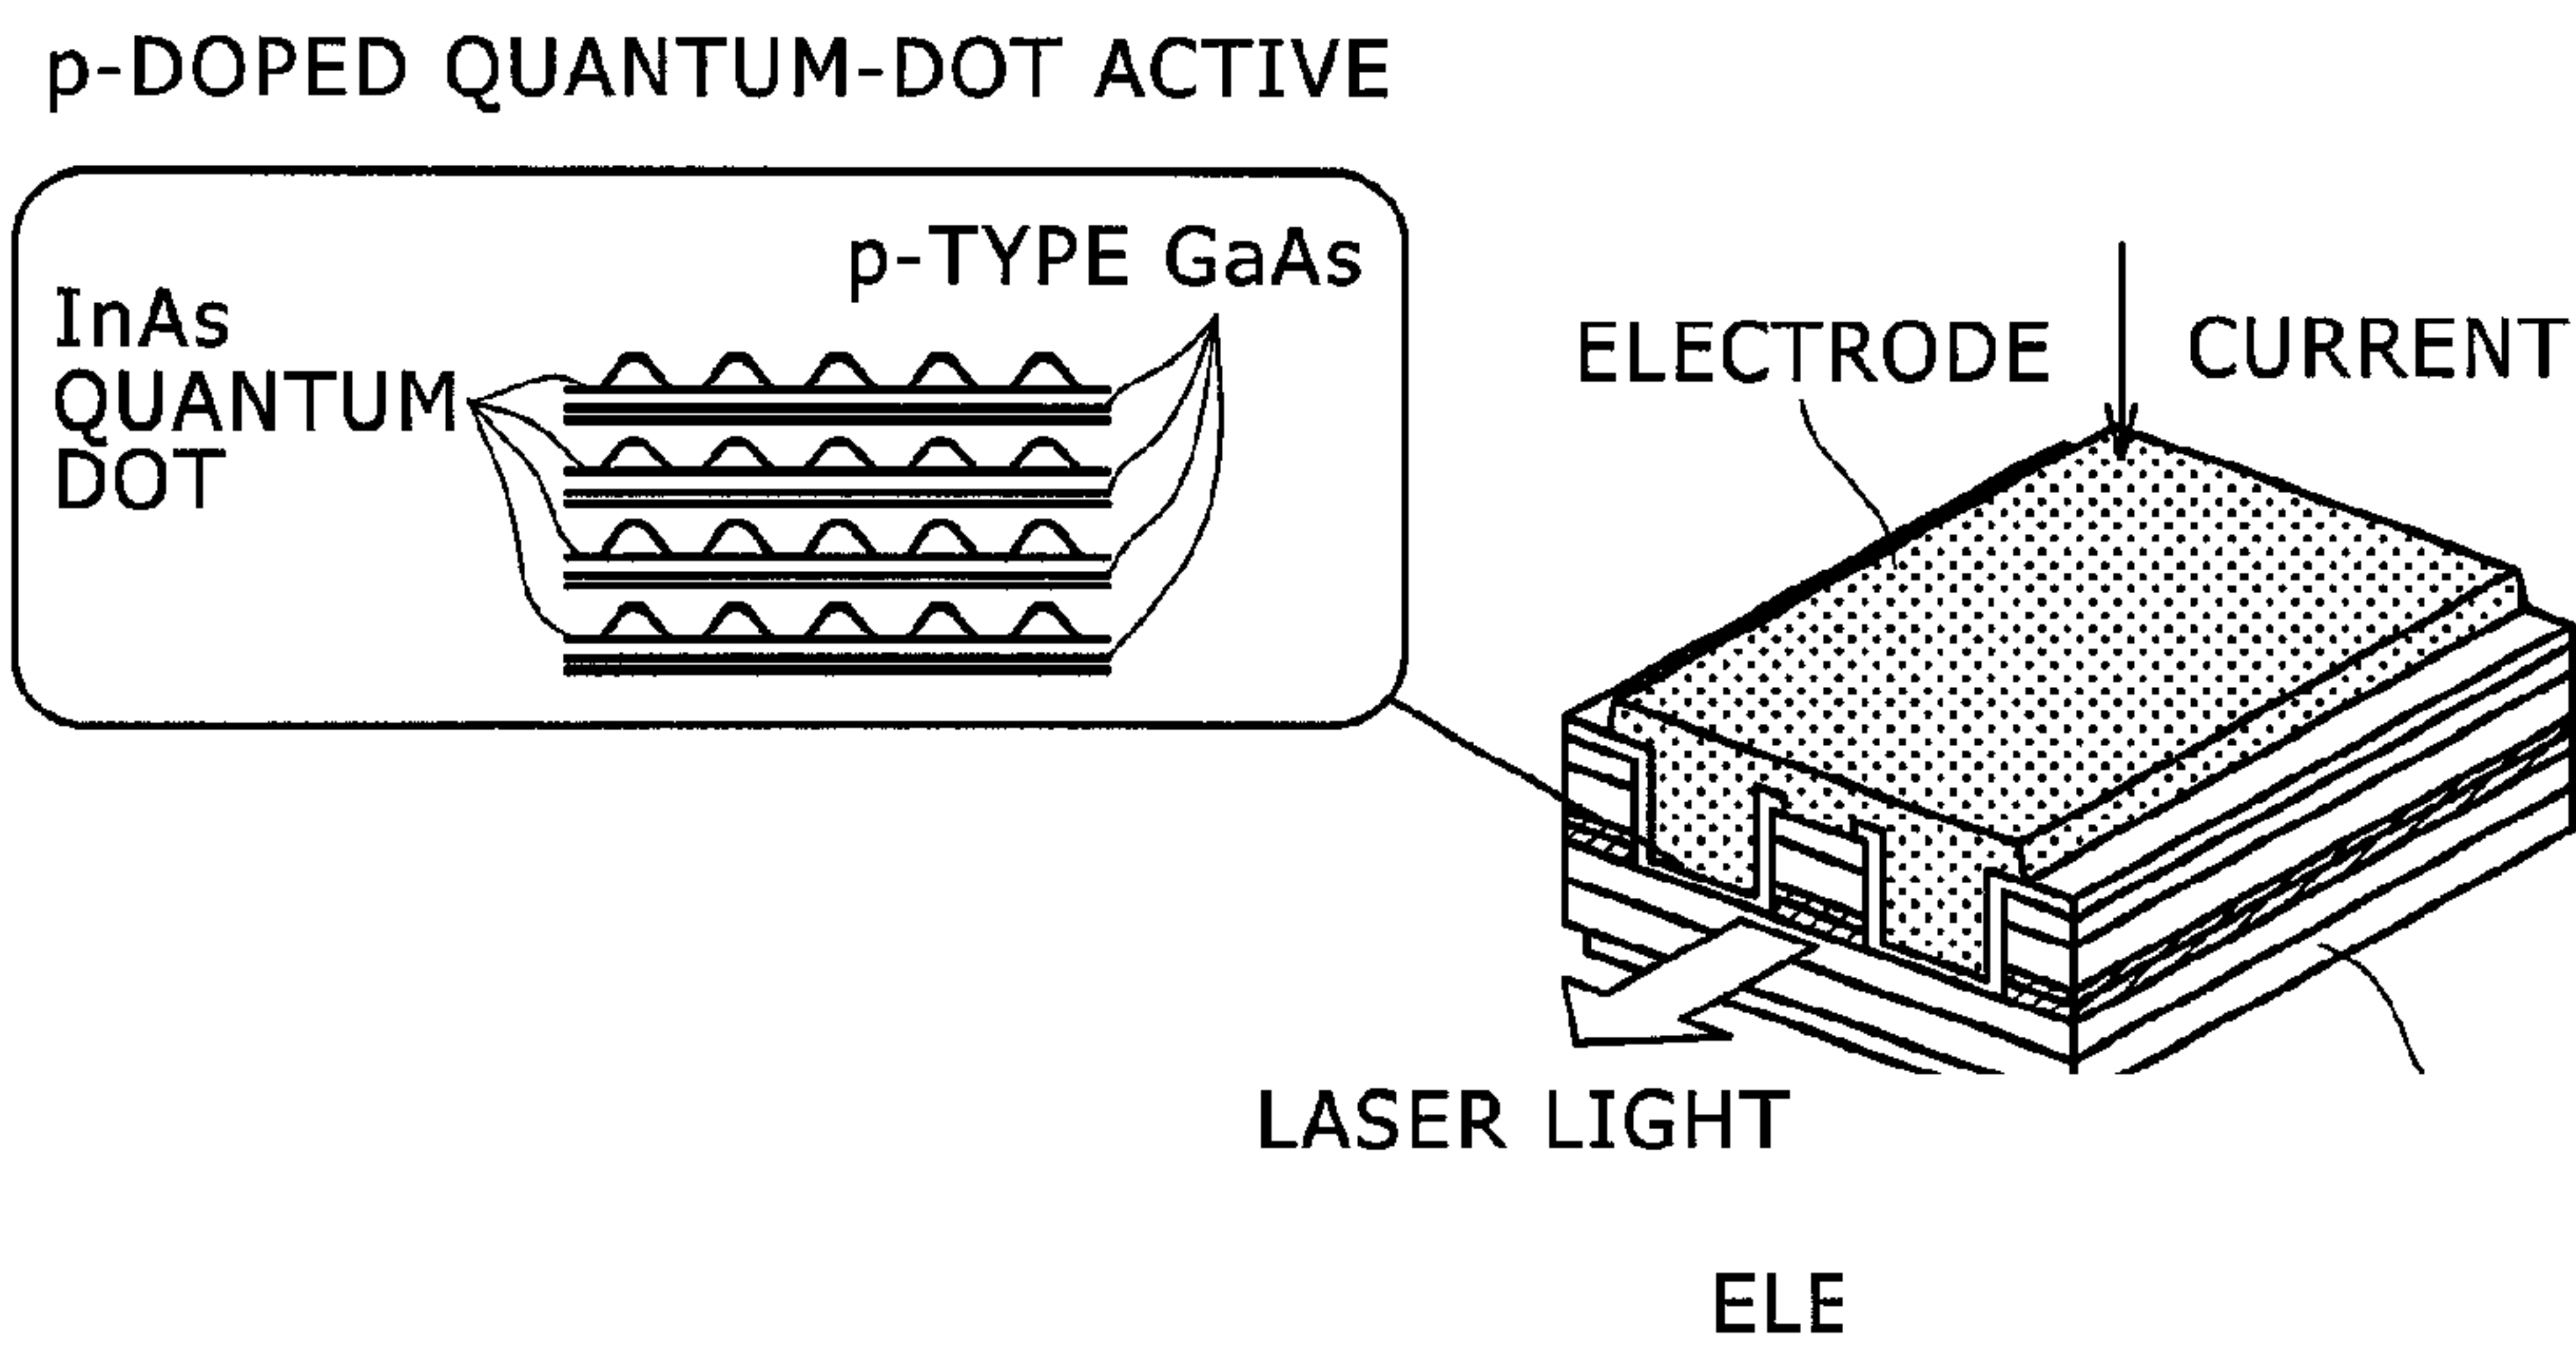 p-DOPED QUANTUM-DOT ACTIVE
p-TYPE GaAs
InAs
QUANTUM
DOT
ELECTRODE
CURRENT
LASER LIGHT
ELE